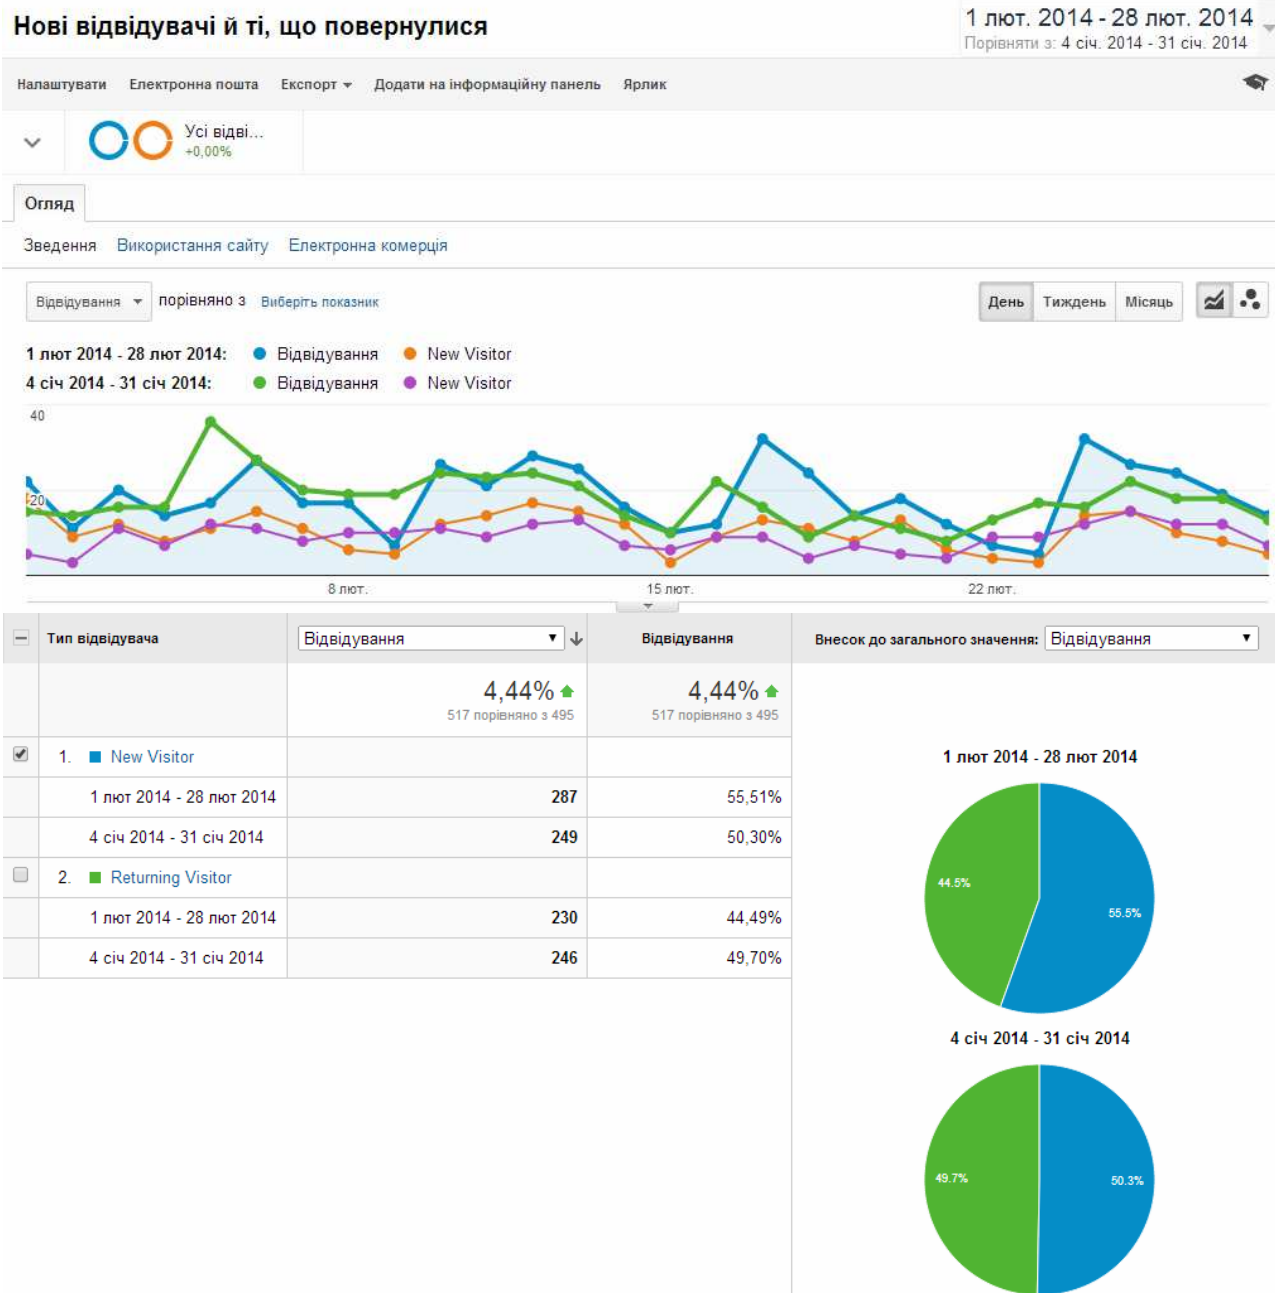 Нові відвідувачі й ті, що повернулися
1 лют. 2014 - 28 лют. 2014
Порівняти з: 4 січ. 2014 - 31 січ. 2014
Налаштувати Електронна пошта Експорт Додати на інформаційну панель Ярлик
Усі відві...
+0,00%
Огляд
Зведення Використання сайту Електронна комерція
Відвідування порівняно з Виберіть показник
День Тиждень Місяць
1 лют 2014 - 28 лют 2014: Відвідування New Visitor
4 січ 2014 - 31 січ 2014: Відвідування New Visitor
40
20
8 лют. 15 лют. 22 лют.
Тип відвідувача Відвідування Відвідування Внесок до загального значення: Відвідування
4,44% 4,44%
517 порівняно з 495 517 порівняно з 495
1. New Visitor
1 лют 2014 - 28 лют 2014 287 55,51%
4 січ 2014 - 31 січ 2014 249 50,30%
2. Returning Visitor
1 лют 2014 - 28 лют 2014 230 44,49%
4 січ 2014 - 31 січ 2014 246 49,70%
1 лют 2014 - 28 лют 2014
44.5%
55.5%
4 січ 2014 - 31 січ 2014
49.7%
50.3%